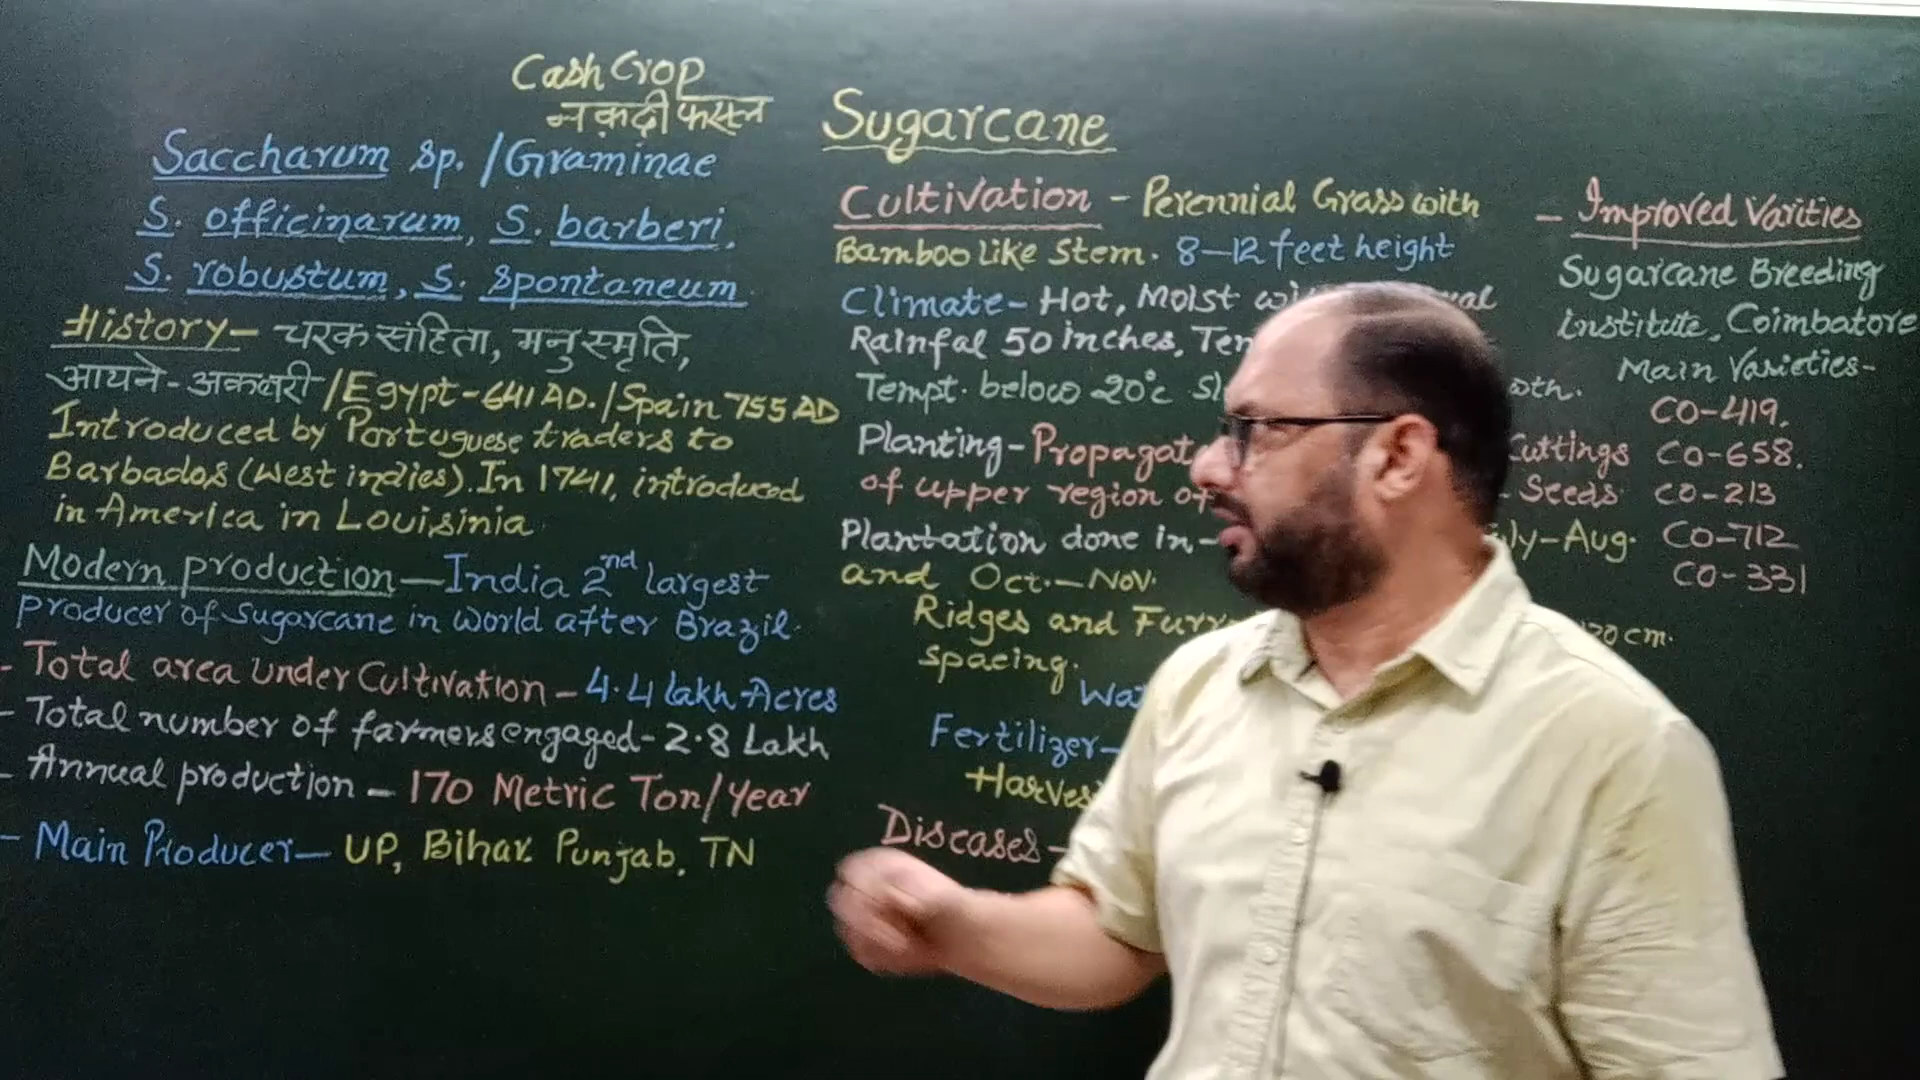 Cash Crop
नक़दी फसल
Sugarcane
Saccharum sp. / Graminae
S. officinarum, S. barberi,
S. robustum, S. spontaneum
History- चरक संहिता, मनुस्मृति,
आयने-अकबरी / Egypt-641 AD. / Spain 755 AD
Introduced by Portuguese traders to
Barbados (west indies). In 1741, introduced
in America in Louisinia
Modern production - India 2nd largest
producer of sugarcane in world after Brazil.
- Total area under Cultivation - 4.4 lakh Acres
- Total number of farmers engaged - 2.8 Lakh
- Annual production - 170 Metric Ton/year
- Main Producer - UP, Bihar. Punjab, TN
Cultivation - Perennial Grass with
Bamboo like Stem. 8-12 feet height
Climate- Hot, Moist
Rainfal 50 inches,
Tempt. below 20°c
Planting-
Cuttings
of upper region
- Seeds
Plantation done in-
-Aug.
and Oct.-Nov.
Ridges and
cm.
spacing.
Fertilizer-
Diseases-
- Improved Varities
Sugarcane Breeding
institute, Coimbatore
Main Varieties-
CO-419.
CO-658.
CO-213
CO-712
CO-331